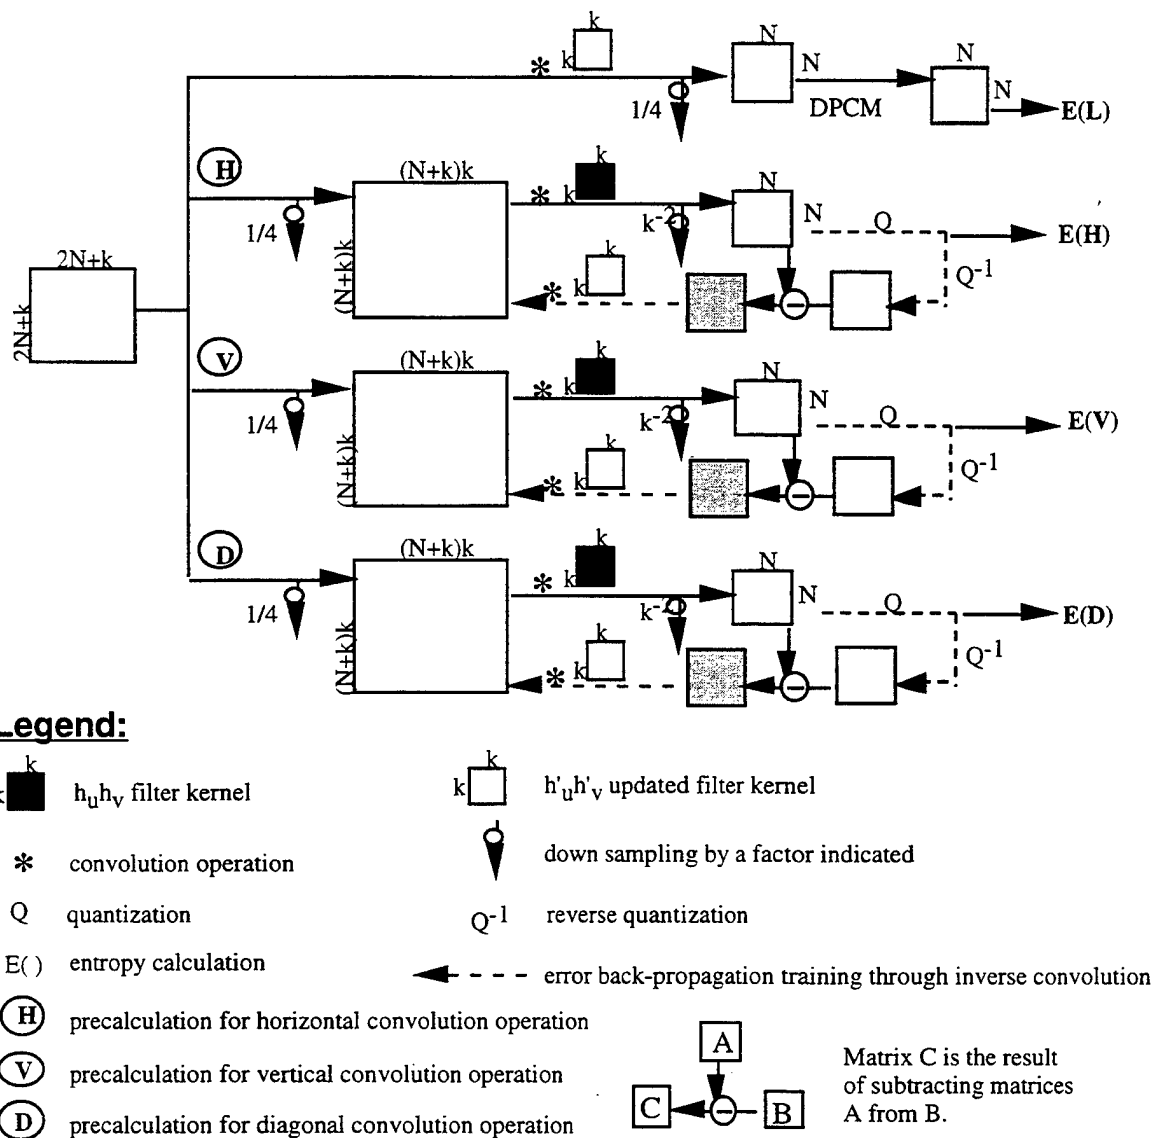 k
k
*
1/4
N
N
DPCM
N
N
E(L)
H
1/4
(N+k)k
(N+k)k
k
k
*
k-2
N
N
Q
E(H)
Q-1
k
*
2N+k
2N+k
V
1/4
(N+k)k
(N+k)k
k
k
*
k-2
N
N
Q
E(V)
Q-1
k
k
*
D
1/4
(N+k)k
(N+k)k
k
k
*
k-2
N
N
Q
E(D)
Q-1
k
k
*
Legend:
k
k
huhv filter kernel
k
k
h'uh'v updated filter kernel
* convolution operation
down sampling by a factor indicated
Q quantization
Q-1 reverse quantization
E( ) entropy calculation
error back-propagation training through inverse convolution
H precalculation for horizontal convolution operation
V precalculation for vertical convolution operation
D precalculation for diagonal convolution operation
A
C
B
Matrix C is the result
of subtracting matrices
A from B.